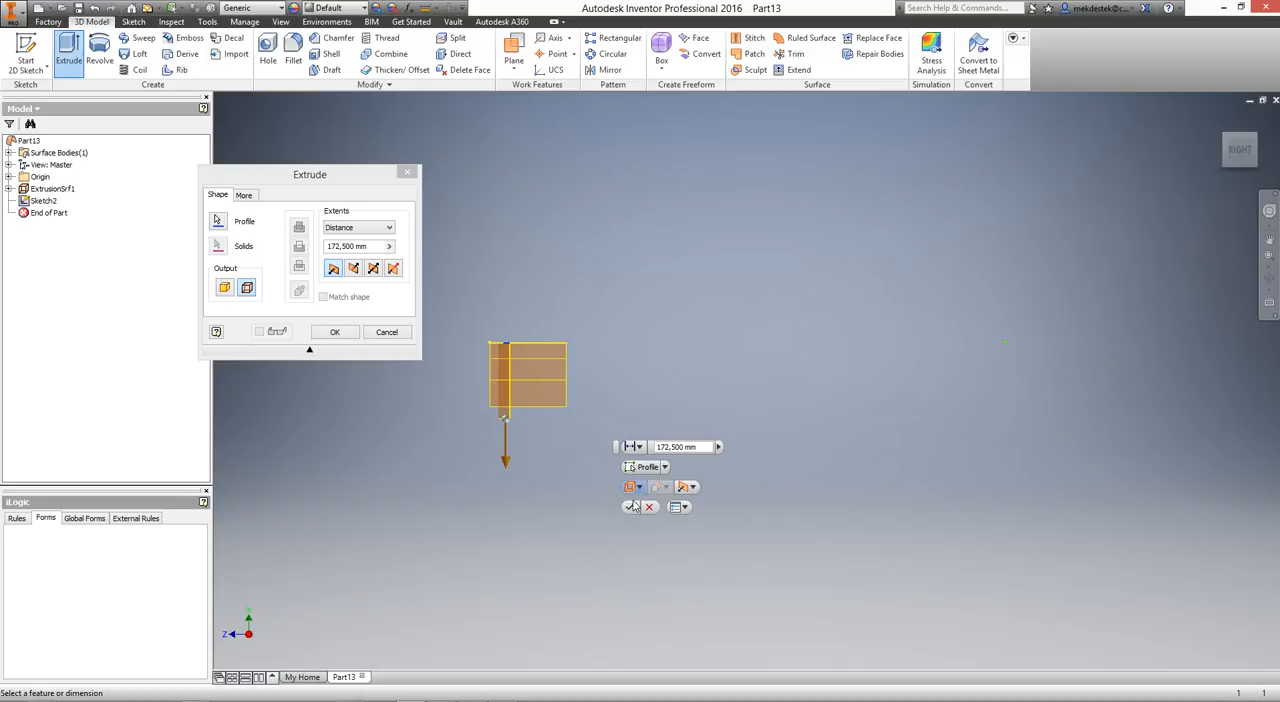 PRO
Generic
Default
Autodesk Inventor Professional 2016 Part13
Search Help & Commands...
mekdestek@c...
Factory
3D Model
Sketch
Inspect
Tools
Manage
View
Environments
BIM
Get Started
Vault
Autodesk A360
Start
2D Sketch
Extrude
Revolve
Sweep
Loft
Coil
Emboss
Derive
Rib
Decal
Import
Hole
Fillet
Chamfer
Shell
Draft
Thread
Combine
Thicken/ Offset
Split
Direct
Delete Face
Plane
Axis
Point
UCS
Rectangular
Circular
Mirror
Box
Face
Convert
Stitch
Patch
Sculpt
Ruled Surface
Trim
Extend
Replace Face
Repair Bodies
Stress
Analysis
Convert to
Sheet Metal
Sketch
Create
Modify
Work Features
Pattern
Create Freeform
Surface
Simulation
Convert
Model
Part13
Surface Bodies(1)
View: Master
Origin
ExtrusionSrf1
Sketch2
End of Part
Extrude
Shape
More
Profile
Solids
Output
Extents
Distance
172,500 mm
Match shape
OK
Cancel
RIGHT
172,500 mm
Profile
iLogic
Rules
Forms
Global Forms
External Rules
Y
Z
My Home
Part13
Select a feature or dimension
1
1